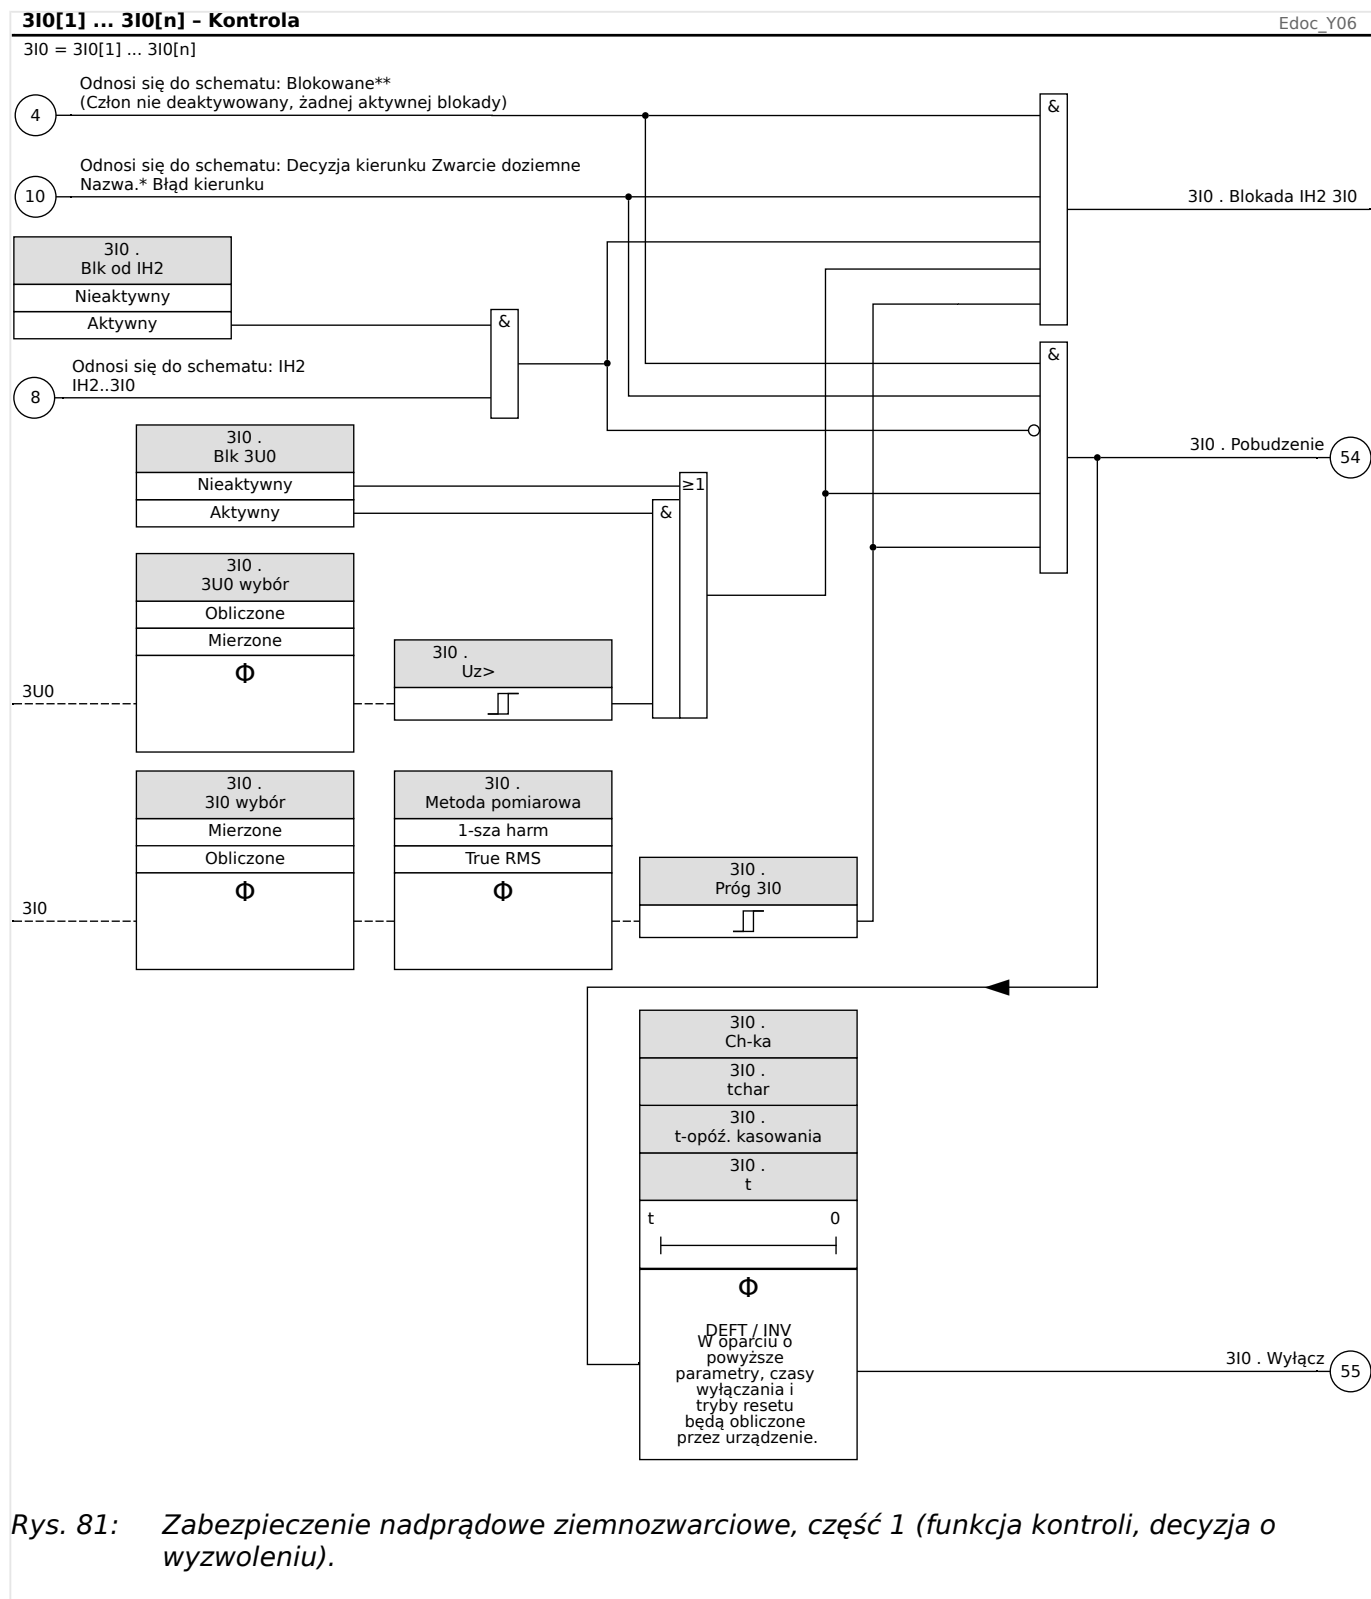 3I0[1] ... 3I0[n] – Kontrola
Edoc_Y06
3I0 = 3I0[1] ... 3I0[n]
Odnosi się do schematu: Blokowane**
(Człon nie deaktywowany, żadnej aktywnej blokady)
4
&
Odnosi się do schematu: Decyzja kierunku Zwarcie doziemne
Nazwa.* Błąd kierunku
10
3I0 . Blokada IH2 3I0
3I0 .
Blk od IH2
Nieaktywny
Aktywny
&
Odnosi się do schematu: IH2
IH2..3I0
8
&
3I0 .
Blk 3U0
Nieaktywny
Aktywny
≥1
&
3I0 . Pobudzenie
54
3I0 .
3U0 wybór
Obliczone
Mierzone
Φ
3U0
3I0 .
Uz>
3I0 .
3I0 wybór
Mierzone
Obliczone
Φ
3I0
3I0 .
Metoda pomiarowa
1-sza harm
True RMS
Φ
3I0 .
Próg 3I0
3I0 .
Ch-ka
3I0 .
tchar
3I0 .
t-opóź. kasowania
3I0 .
t
t 0
Φ
DEFT / INV
W oparciu o
powyższe
parametry, czasy
wyłączania i
tryby resetu
będą obliczone
przez urządzenie.
3I0 . Wyłącz
55
Rys. 81: Zabezpieczenie nadprądowe ziemnozwarciowe, część 1 (funkcja kontroli, decyzja o
wyzwoleniu).